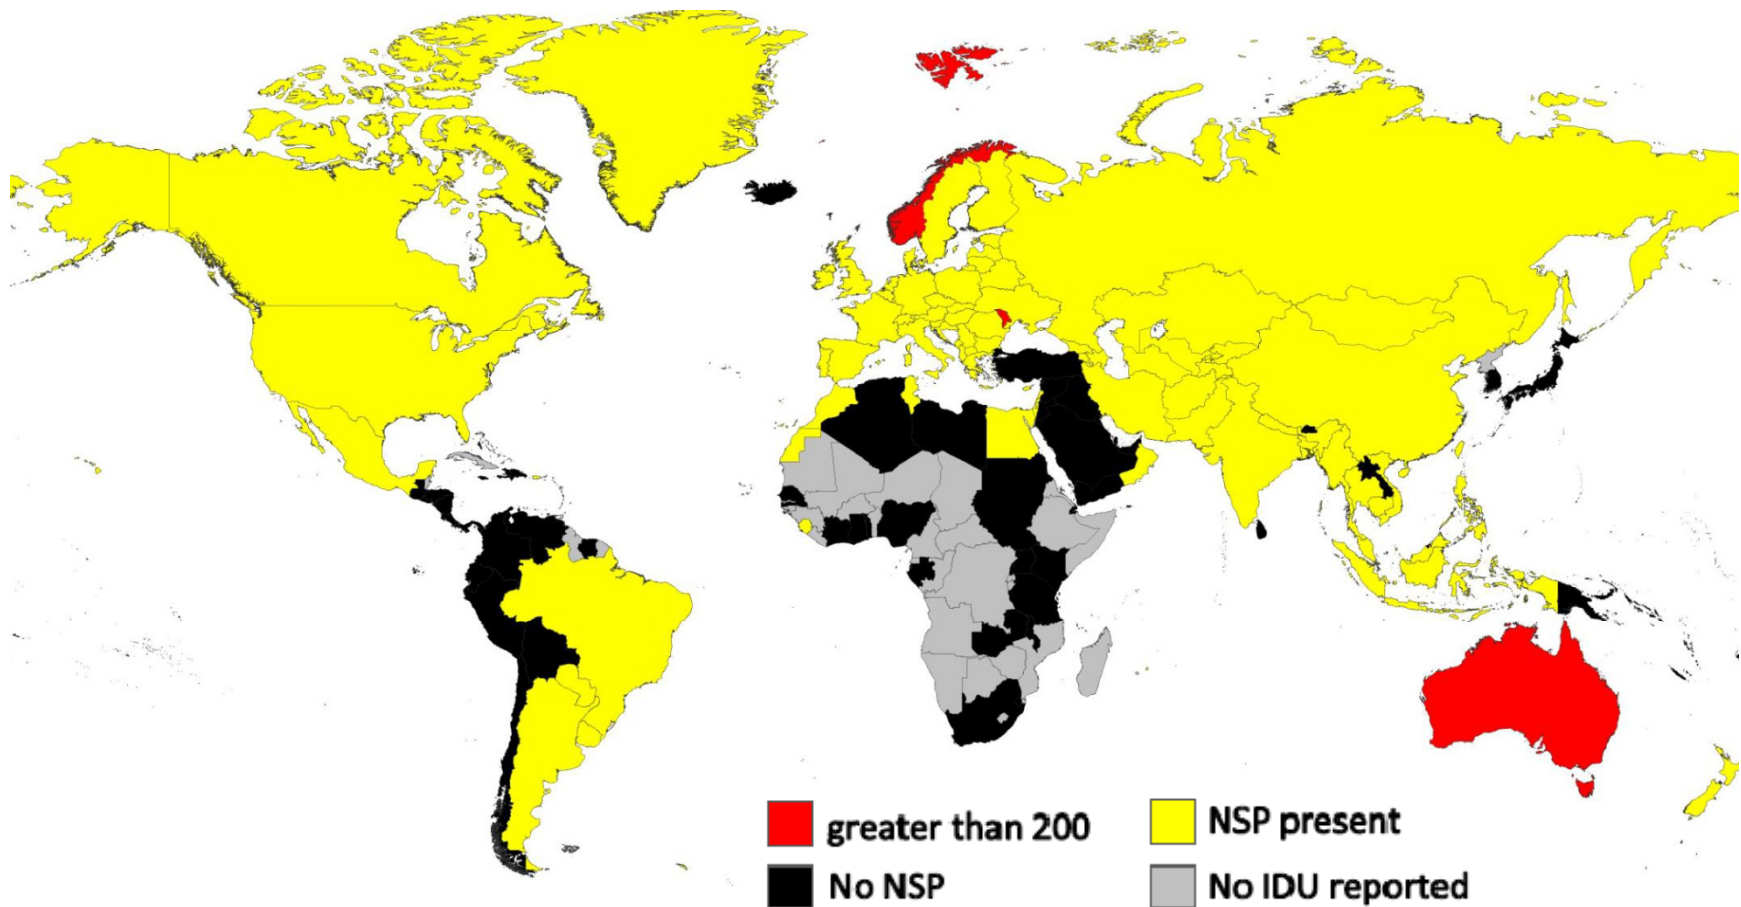 greater than 200
NSP present
No NSP
No IDU reported